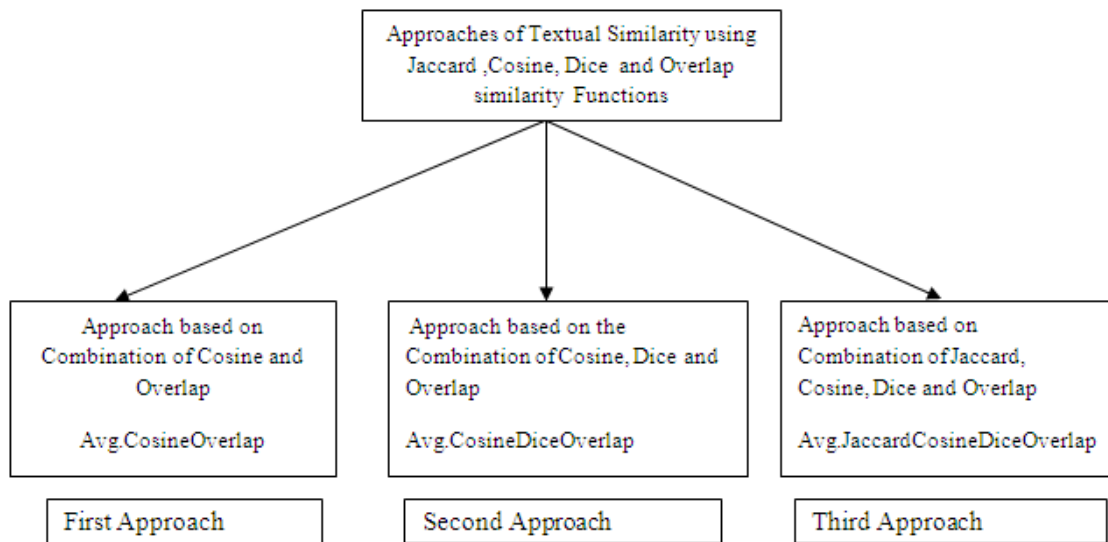 Approaches of Textual Similarity using
Jaccard ,Cosine, Dice and Overlap
similarity Functions
Approach based on
Combination of Cosine and
Overlap
Avg.CosineOverlap
Approach based on the
Combination of Cosine, Dice and
Overlap
Avg.CosineDiceOverlap
Approach based on
Combination of Jaccard,
Cosine, Dice and Overlap
Avg.JaccardCosineDiceOverlap
First Approach
Second Approach
Third Approach